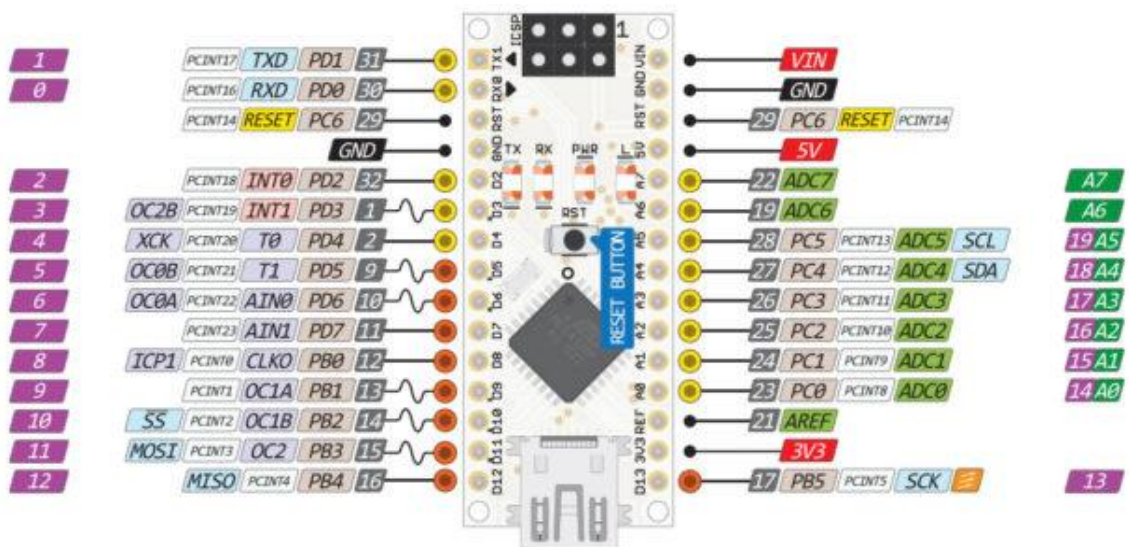 ICSP 1
1 PCINT17 TXD PD1 31 TX1 VIN VIN
0 PCINT16 RXD PD0 30 RX0 GND GND
PCINT14 RESET PC6 29 RST RST 29 PC6 RESET PCINT14
GND GND 5V 5V
TX RX PWR L
2 PCINT18 INT0 PD2 32 D2 A7 22 ADC7 A7
3 OC2B PCINT19 INT1 PD3 1 D3 A6 19 ADC6 A6
RST
4 XCK PCINT20 T0 PD4 2 D4 A5 28 PC5 PCINT13 ADC5 SCL 19 A5
5 OC0B PCINT21 T1 PD5 9 D5 A4 27 PC4 PCINT12 ADC4 SDA 18 A4
RESET BUTTON
6 OC0A PCINT22 AIN0 PD6 10 D6 A3 26 PC3 PCINT11 ADC3 17 A3
7 PCINT23 AIN1 PD7 11 D7 A2 25 PC2 PCINT10 ADC2 16 A2
8 ICP1 PCINT0 CLKO PB0 12 D8 A1 24 PC1 PCINT9 ADC1 15 A1
9 PCINT1 OC1A PB1 13 D9 A0 23 PC0 PCINT8 ADC0 14 A0
10 SS PCINT2 OC1B PB2 14 D10 REF 21 AREF
11 MOSI PCINT3 OC2 PB3 15 D11 3V3 3V3
12 MISO PCINT4 PB4 16 D12 D13 17 PB5 PCINT5 SCK 13